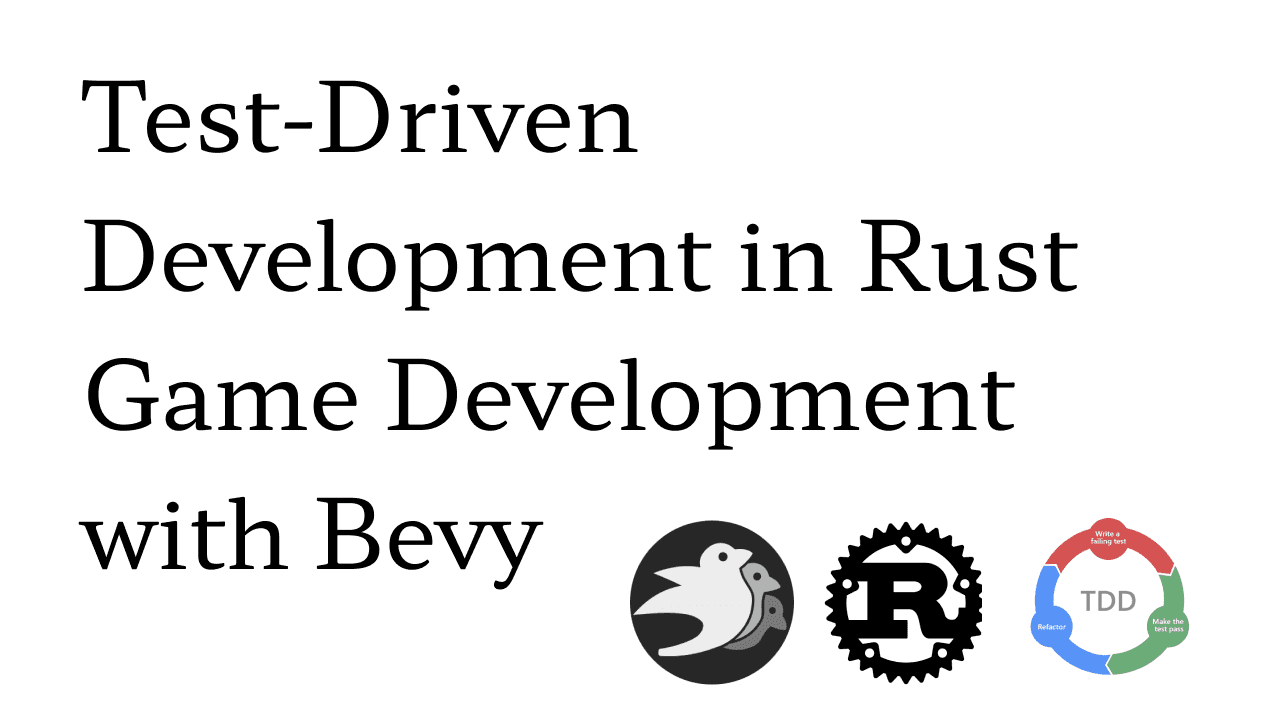 Test-Driven
Development in Rust
Game Development
with Bevy
R
Write a
failing test
TDD
Refactor
Make the
test pass